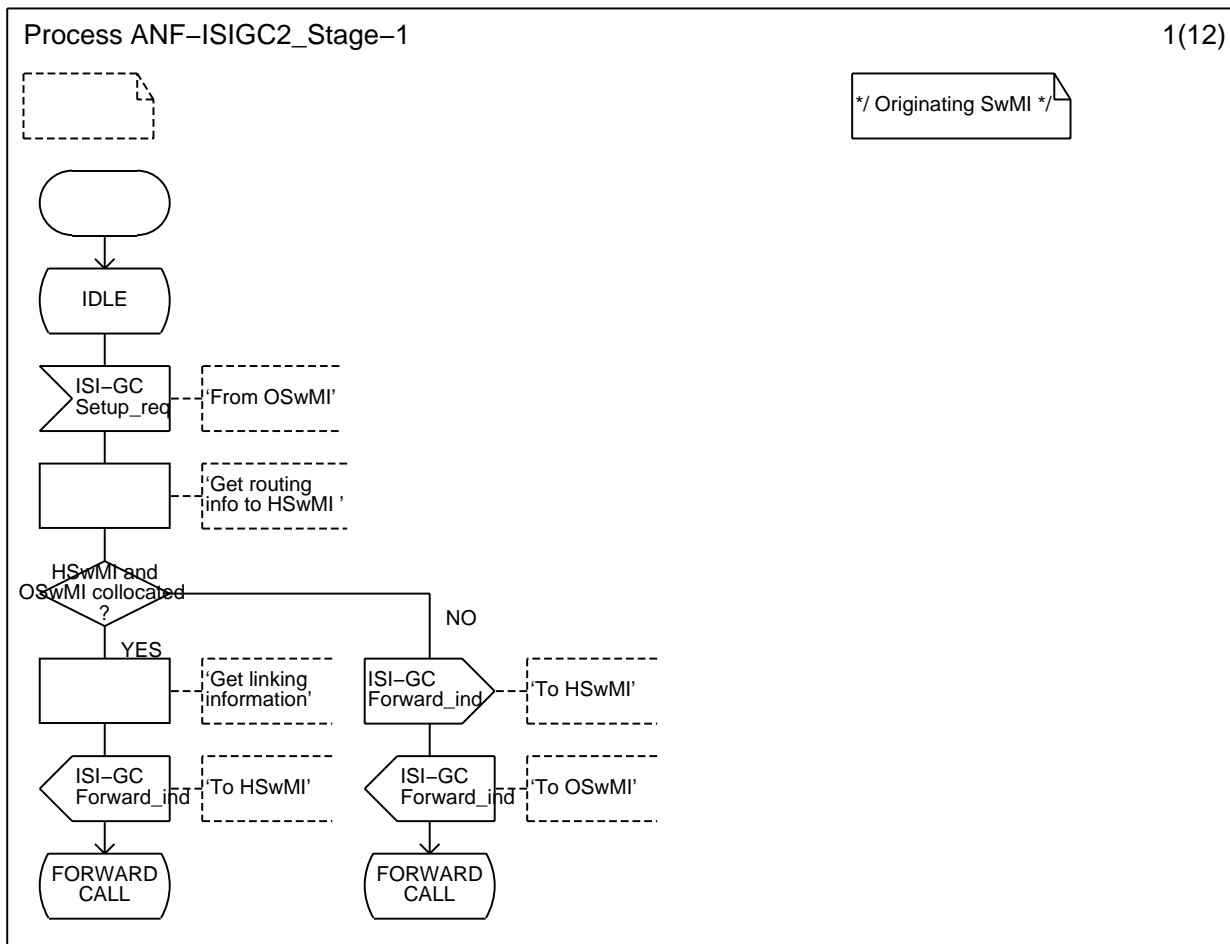 Process ANF−ISIGC2_Stage−1
1(12)
*/ Originating SwMI */
IDLE
ISI−GC
Setup_req
‘From OSwMI’
‘Get routing
info to HSwMI ’
HSwMI and
OSwMI collocated
?
NO
YES
‘Get linking
information’
ISI−GC
Forward_ind
‘To HSwMI’
ISI−GC
Forward_ind
‘To HSwMI’
ISI−GC
Forward_ind
‘To OSwMI’
FORWARD
CALL
FORWARD
CALL